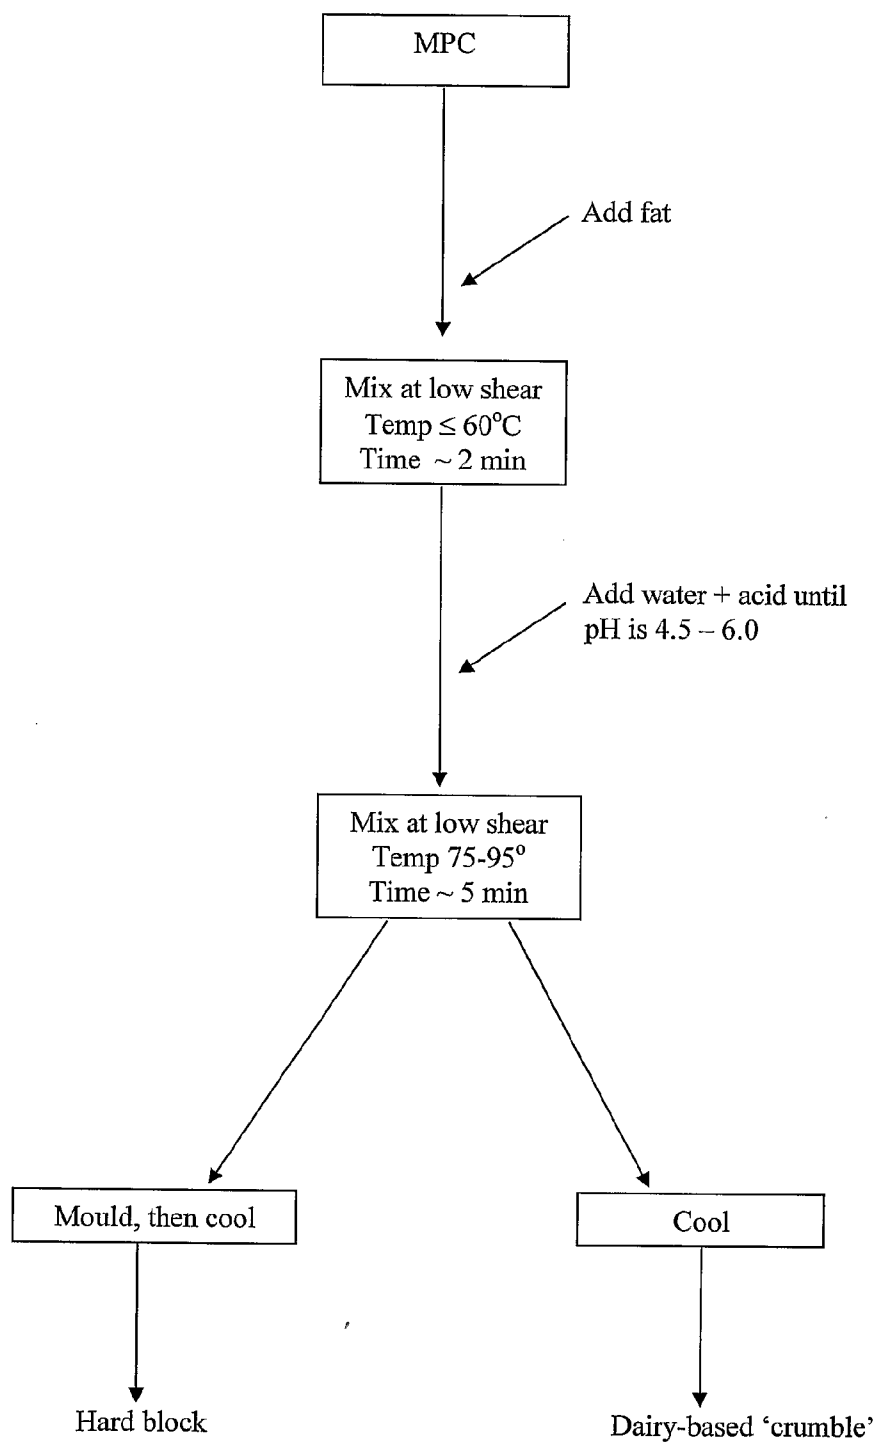 MPC
Add fat
Mix at low shear
Temp ≤ 60°C
Time ~ 2 min
Add water + acid until
pH is 4.5 – 6.0
Mix at low shear
Temp 75-95°
Time ~ 5 min
Mould, then cool
Cool
Hard block
Dairy-based ‘crumble’